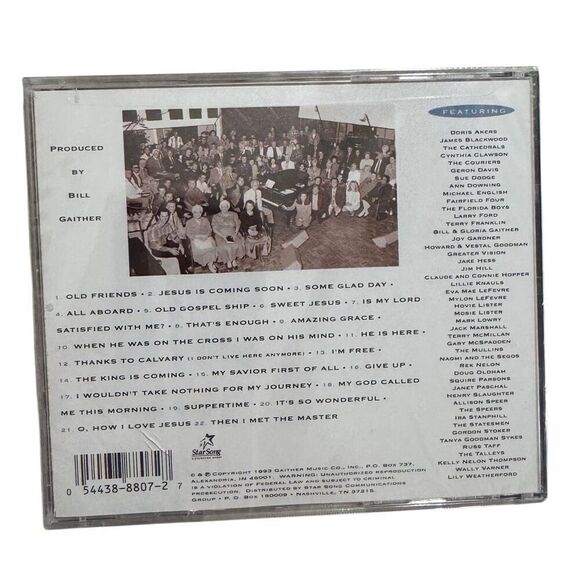 PRODUCED
BY
BILL
GAITHER
FEATURING
DORIS AKERS
JAMES BLACKWOOD
THE CATHEDRALS
CYNTHIA CLAWSON
THE COURIERS
GERON DAVIS
SUE DODGE
ANN DOWNING
MICHAEL ENGLISH
FAIRFIELD FOUR
THE FLORIDA BOYS
LARRY FORD
TERRY FRANKLIN
BILL & GLORIA GAITHER
JOY GARDNER
HOWARD & VESTAL GOODMAN
GREATER VISION
JAKE HESS
JIM HILL
CLAUDE AND CONNIE HOPPER
LILLIE KNAULS
EVA MAE LEFEVRE
MYLON LEFEVRE
HOVIE LISTER
MOSIE LISTER
MARK LOWRY
JACK MARSHALL
TERRY MCMILLAN
GARY MCSPADDEN
THE MULLINS
NAOMI AND THE SEGOS
REX NELON
DOUG OLDHAM
SQUIRE PARSONS
JANET PASCHAL
HENRY SLAUGHTER
ALLISON SPEER
THE SPEERS
IRA STANPHILL
THE STATESMEN
GORDON STOKER
TANYA GOODMAN SYKES
RUSS TAFF
THE TALLEYS
KELLY NELON THOMPSON
WALLY VARNER
LILY WEATHERFORD
1. OLD FRIENDS • 2. JESUS IS COMING SOON • 3. SOME GLAD DAY •
4. ALL ABOARD • 5. OLD GOSPEL SHIP • 6. SWEET JESUS • 7. IS MY LORD
SATISFIED WITH ME? • 8. THAT'S ENOUGH • 9. AMAZING GRACE •
10. WHEN HE WAS ON THE CROSS I WAS ON HIS MIND • 11. HE IS HERE •
12. THANKS TO CALVARY (I DON'T LIVE HERE ANYMORE) • 13. I'M FREE •
14. THE KING IS COMING • 15. MY SAVIOR FIRST OF ALL • 16. GIVE UP •
17. I WOULDN'T TAKE NOTHING FOR MY JOURNEY • 18. MY GOD CALLED
ME THIS MORNING • 19. SUPPERTIME • 20. IT'S SO WONDERFUL •
21. O, HOW I LOVE JESUS 22. THEN I MET THE MASTER
StarSong
0 54438-8807-2 7
© & ℗ COPYRIGHT 1993 GAITHER MUSIC CO., INC., P.O. BOX 737,
ALEXANDRIA, IN 46001. WARNING: UNAUTHORIZED REPRODUCTION
IS A VIOLATION OF FEDERAL LAW AND SUBJECT TO CRIMINAL
PROSECUTION. DISTRIBUTED BY STAR SONG COMMUNICATIONS
GROUP • P.O. BOX 150009 • NASHVILLE, TN 37215.